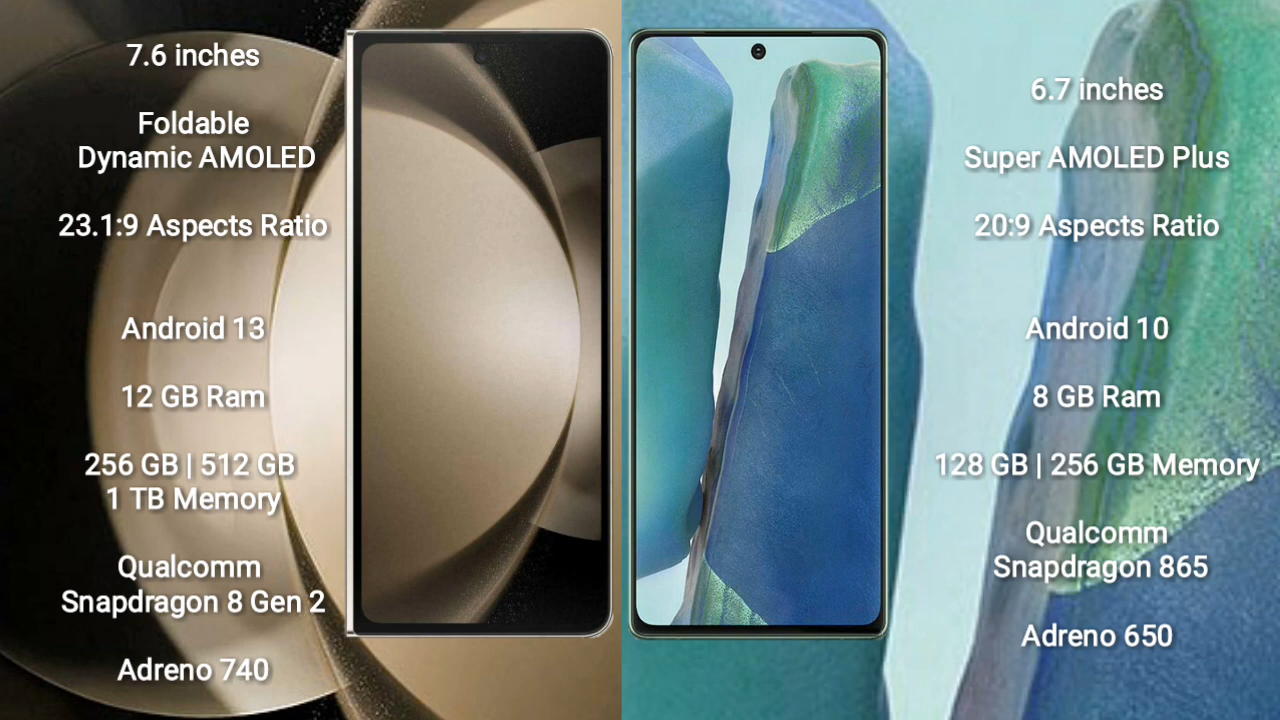 7.6 inches
Foldable
Dynamic AMOLED
23.1:9 Aspects Ratio
Android 13
12 GB Ram
256 GB | 512 GB
1 TB Memory
Qualcomm
Snapdragon 8 Gen 2
Adreno 740
6.7 inches
Super AMOLED Plus
20:9 Aspects Ratio
Android 10
8 GB Ram
128 GB | 256 GB Memory
Qualcomm
Snapdragon 865
Adreno 650